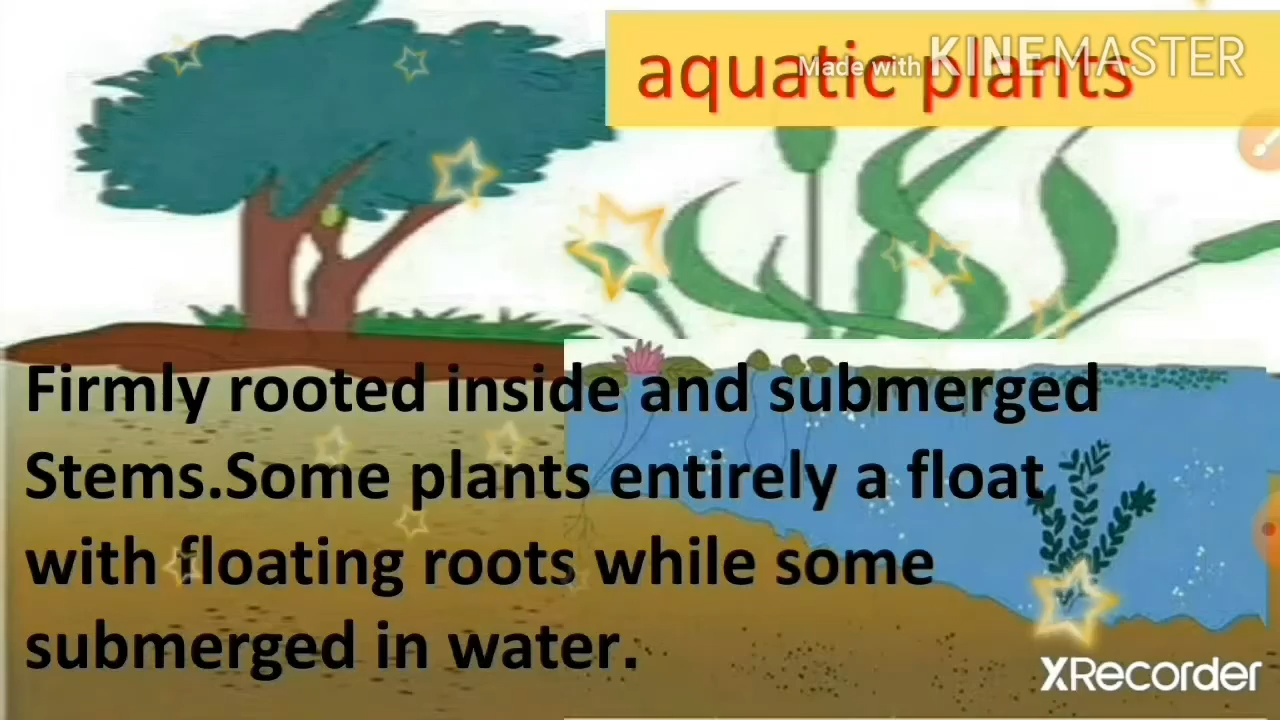 aquatic plants
Made with KINEMASTER
Firmly rooted inside and submerged
Stems.Some plants entirely a float
with floating roots while some
submerged in water.
XRecorder